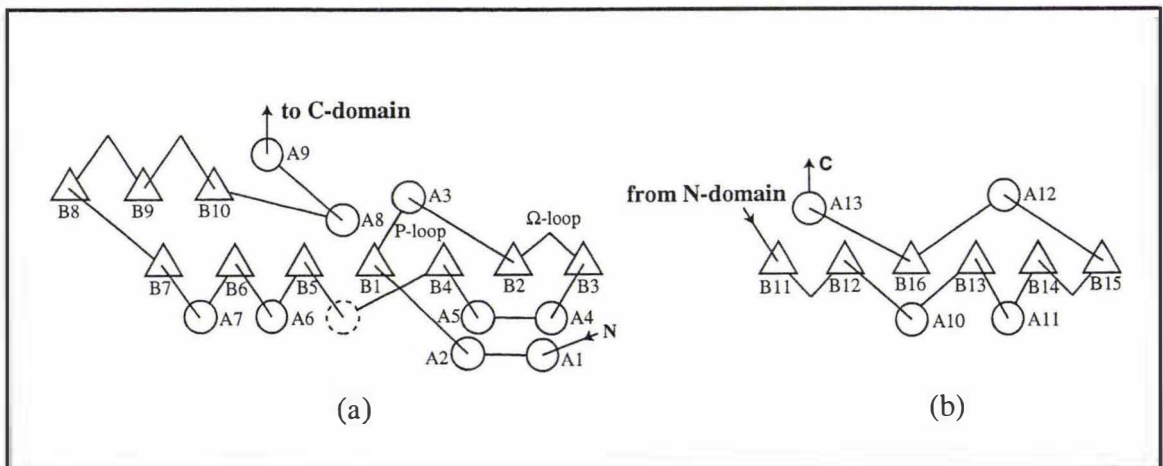 to C-domain
A9
A3
C
A13
A12
from N-domain
B8
B9
B10
A8
P-loop
Ω-loop
B7
B6
B5
B1
B4
B2
B3
B11
B12
B16
B13
B14
B15
A7
A6
A5
A4
A10
A11
N
A2
A1
(a)
(b)